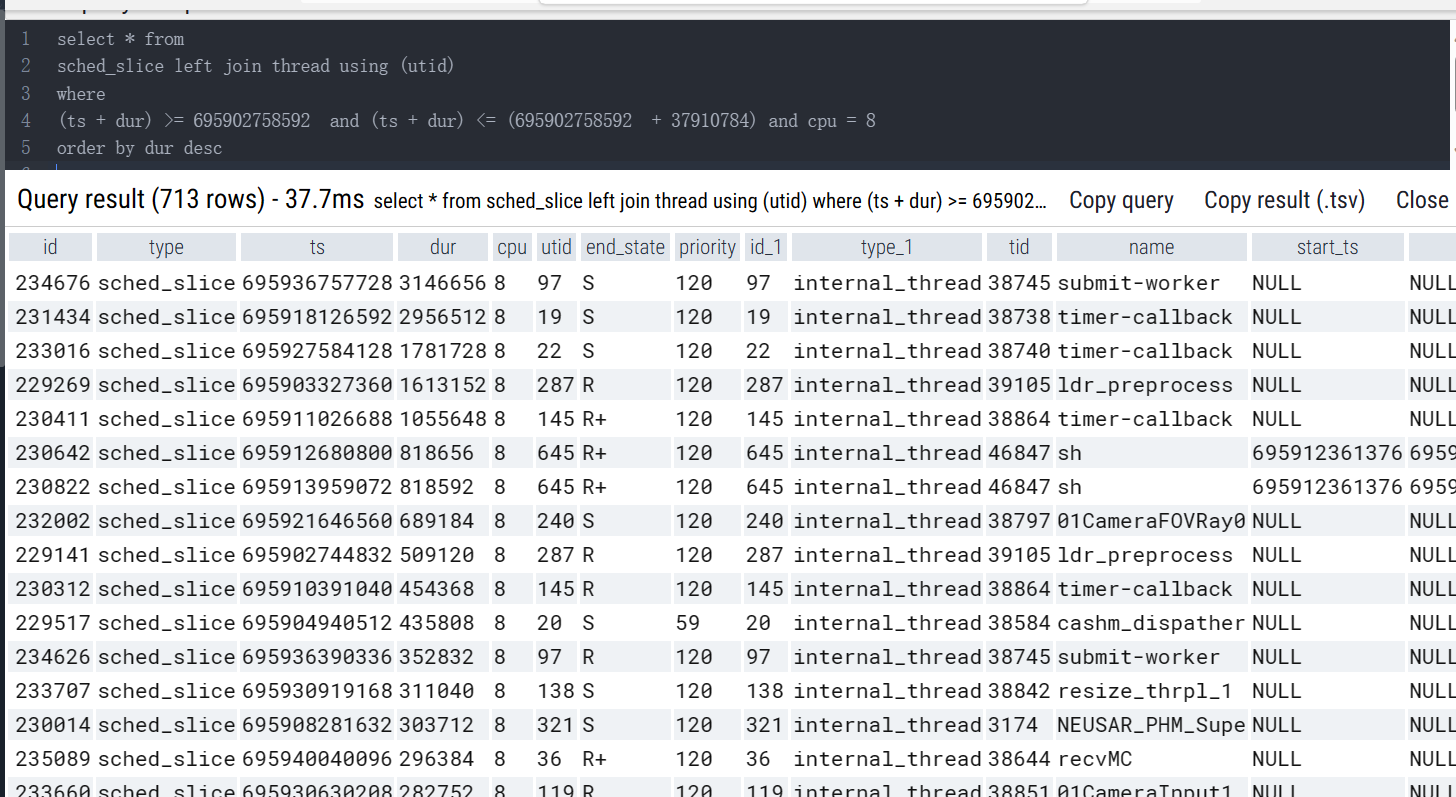 1 select * from
2 sched_slice left join thread using (utid)
3 where
4 (ts + dur) >= 695902758592 and (ts + dur) <= (695902758592 + 37910784) and cpu = 8
5 order by dur desc
Query result (713 rows) - 37.7ms select * from sched_slice left join thread using (utid) where (ts + dur) >= 695902… Copy query Copy result (.tsv) Close
id type ts dur cpu utid end_state priority id_1 type_1 tid name start_ts
234676 sched_slice 695936757728 3146656 8 97 S 120 97 internal_thread 38745 submit-worker NULL NULL
231434 sched_slice 695918126592 2956512 8 19 S 120 19 internal_thread 38738 timer-callback NULL NULL
233016 sched_slice 695927584128 1781728 8 22 S 120 22 internal_thread 38740 timer-callback NULL NULL
229269 sched_slice 695903327360 1613152 8 287 R 120 287 internal_thread 39105 ldr_preprocess NULL NULL
230411 sched_slice 695911026688 1055648 8 145 R+ 120 145 internal_thread 38864 timer-callback NULL NULL
230642 sched_slice 695912680800 818656 8 645 R+ 120 645 internal_thread 46847 sh 695912361376 6959
230822 sched_slice 695913959072 818592 8 645 R+ 120 645 internal_thread 46847 sh 695912361376 6959
232002 sched_slice 695921646560 689184 8 240 S 120 240 internal_thread 38797 01CameraFOVRay0 NULL NULL
229141 sched_slice 695902744832 509120 8 287 R 120 287 internal_thread 39105 ldr_preprocess NULL NULL
230312 sched_slice 695910391040 454368 8 145 R 120 145 internal_thread 38864 timer-callback NULL NULL
229517 sched_slice 695904940512 435808 8 20 S 59 20 internal_thread 38584 cashm_dispather NULL NULL
234626 sched_slice 695936390336 352832 8 97 R 120 97 internal_thread 38745 submit-worker NULL NULL
233707 sched_slice 695930919168 311040 8 138 S 120 138 internal_thread 38842 resize_thrpl_1 NULL NULL
230014 sched_slice 695908281632 303712 8 321 S 120 321 internal_thread 3174 NEUSAR_PHM_Supe NULL NULL
235089 sched_slice 695940040096 296384 8 36 R+ 120 36 internal_thread 38644 recvMC NULL NULL
233660 sched_slice 695930630208 282752 8 119 R 120 119 internal_thread 38851 01CameraInput1 NULL NULL